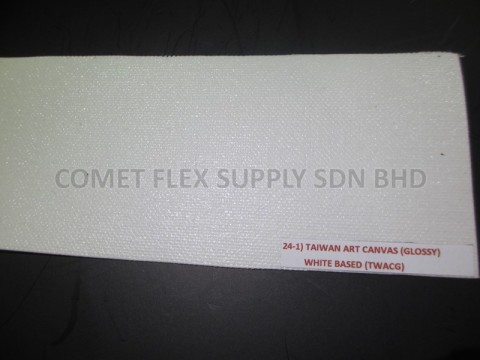 COMET FLEX SUPPLY SDN BHD
24-1) TAIWAN ART CANVAS (GLOSSY)
WHITE BASED (TWACG)